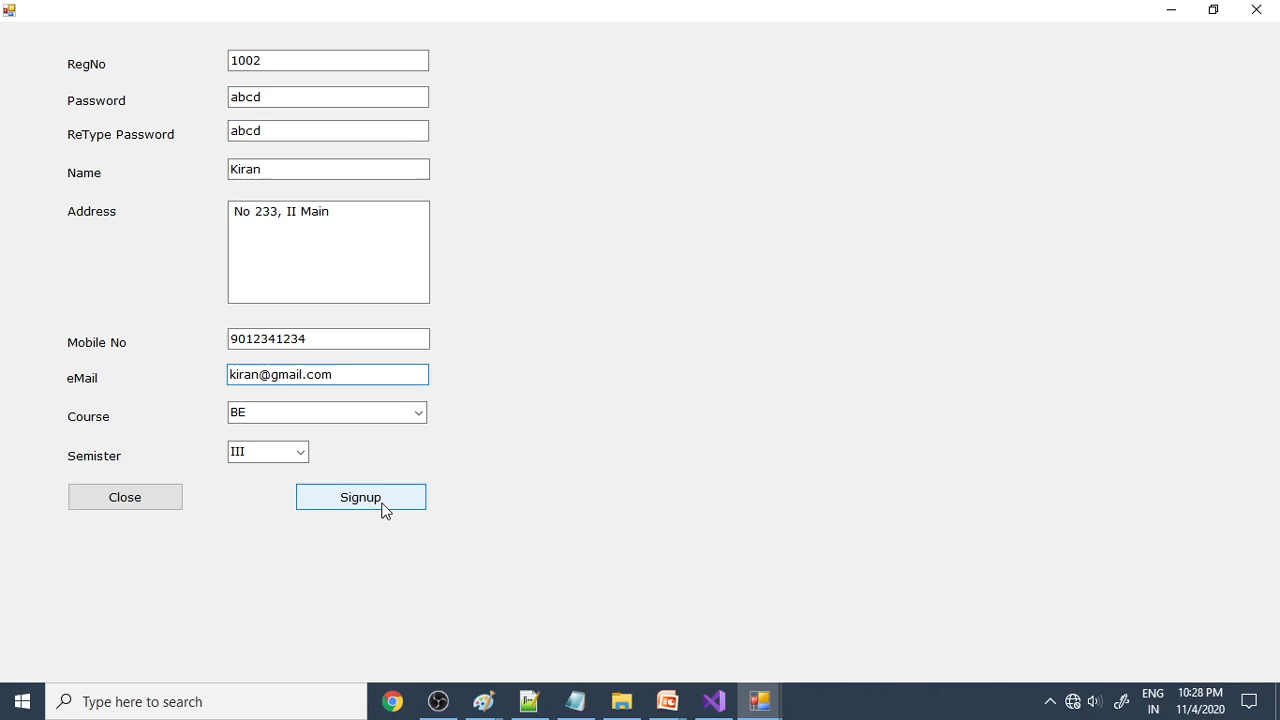 RegNo 1002
Password abcd
ReType Password abcd
Name Kiran
Address No 233, II Main
Mobile No 9012341234
eMail kiran@gmail.com
Course BE
Semister III
Close Signup
Type here to search
ENG 10:28 PM
IN 11/4/2020